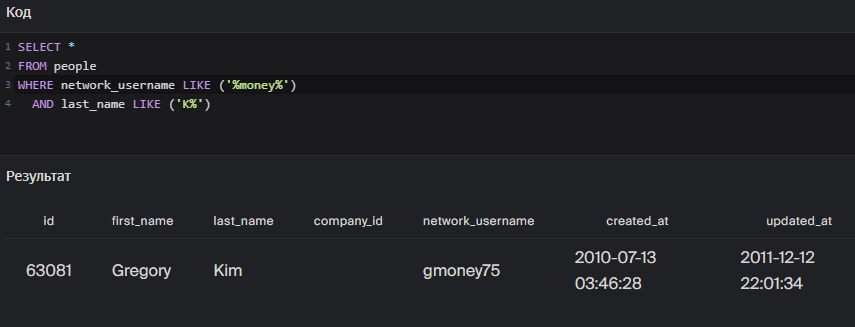 Код
1 SELECT *
2 FROM people
3 WHERE network_username LIKE ('%money%')
4   AND last_name LIKE ('K%')
Результат
id first_name last_name company_id network_username created_at updated_at
63081 Gregory Kim gmoney75 2010-07-13 03:46:28 2011-12-12 22:01:34